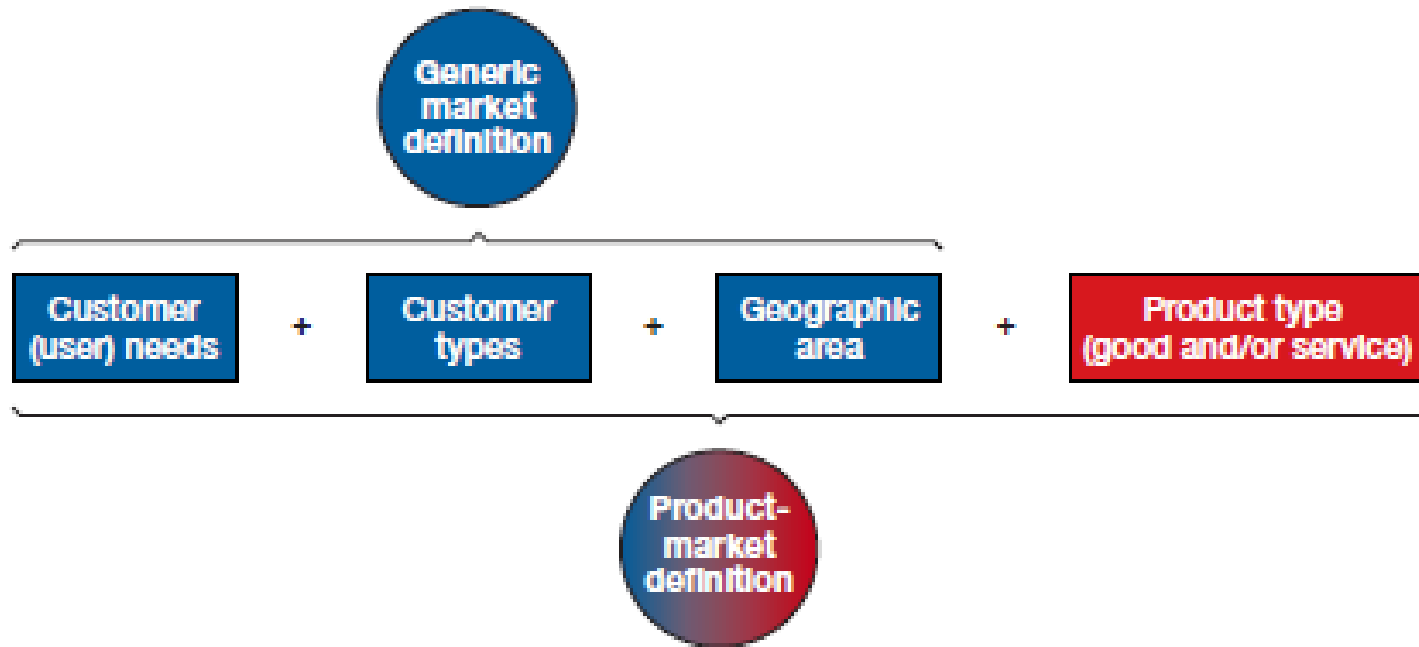 Generic
market
definition
Customer
(user) needs
+
Customer
types
+
Geographic
area
+
Product type
(good and/or service)
Product-
market
definition